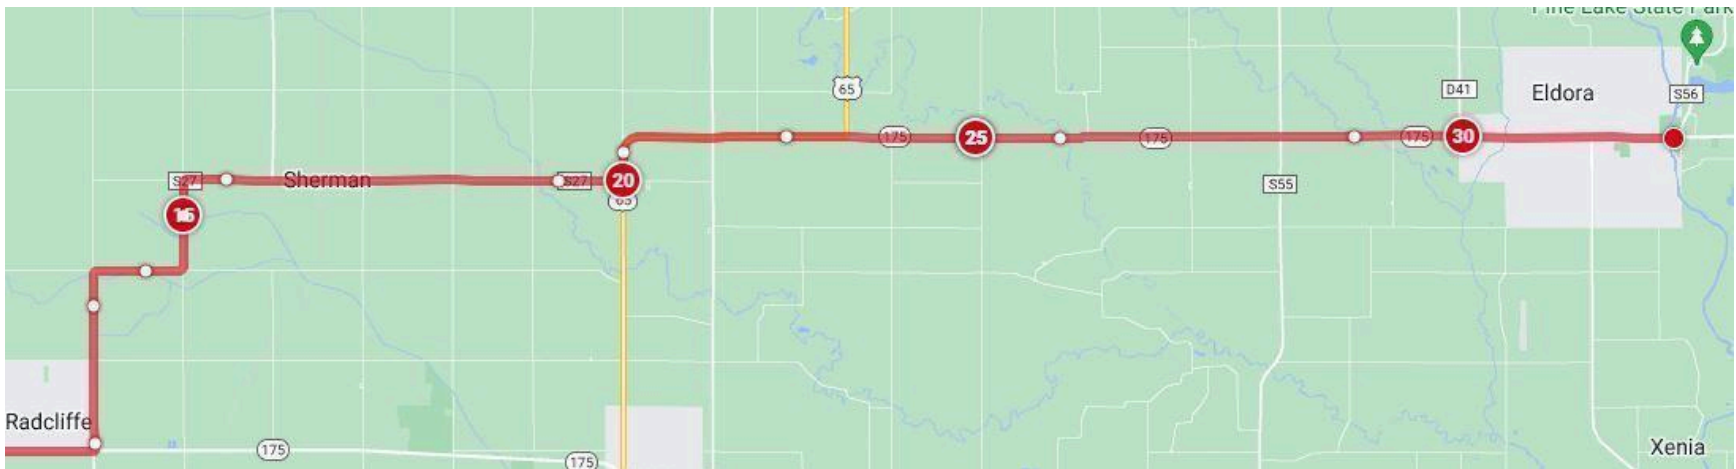 Pine Lake State Park
65
D41
Eldora
S56
175
25
175
175
30
S27
Sherman
S27
20
S55
65
Radcliffe
175
175
Xenia